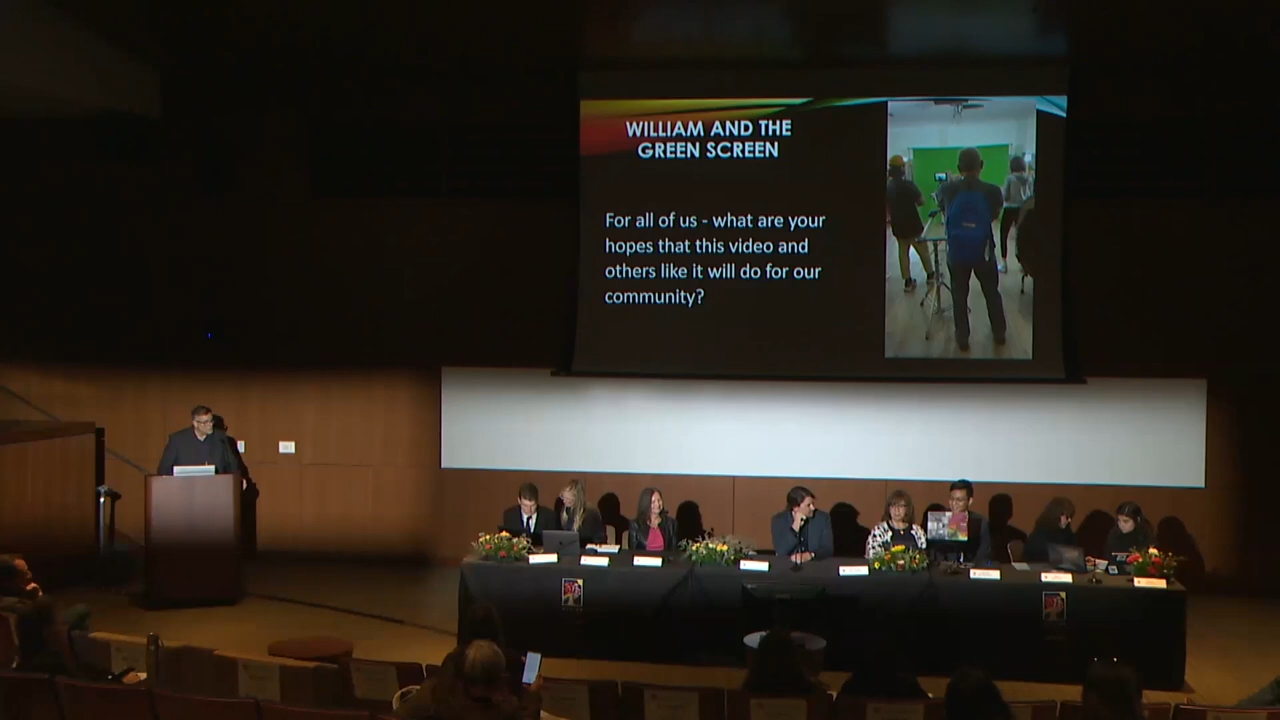 WILLIAM AND THE
GREEN SCREEN
For all of us - what are your
hopes that this video and
others like it will do for our
community?